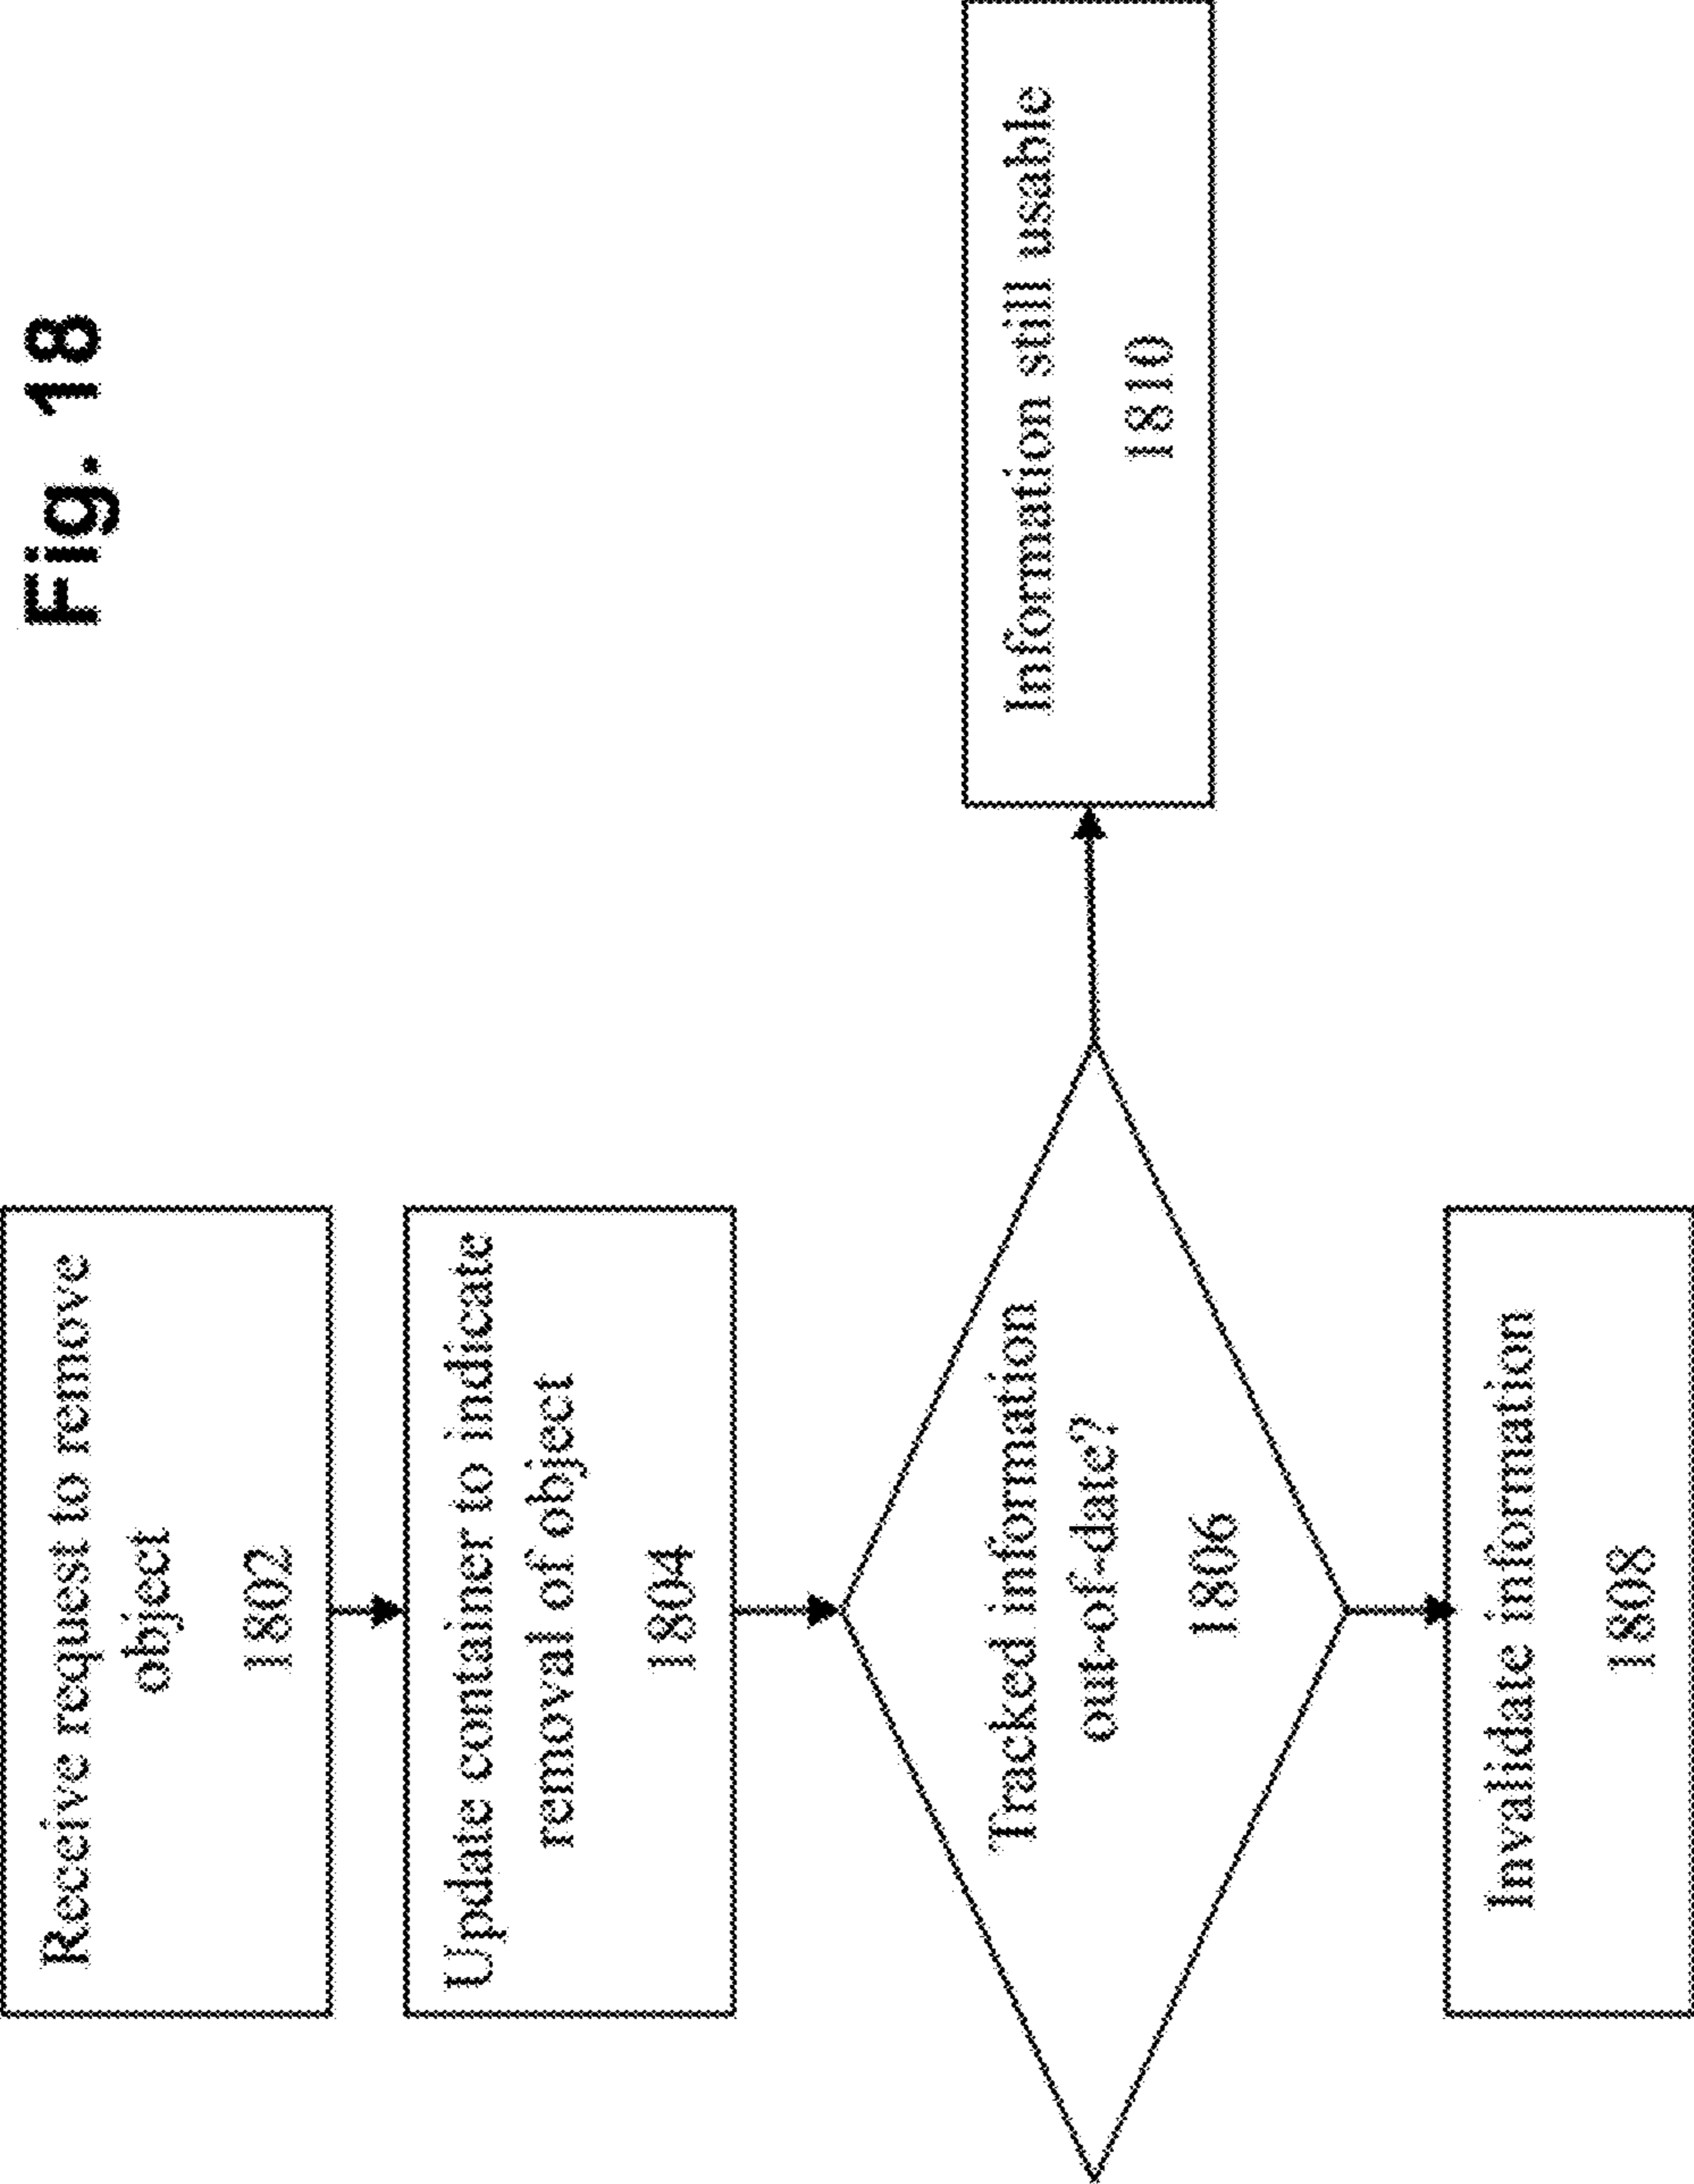 Fig. 18
Receive request to remove
object
1802
Update container to indicate
removal of object
1804
Tracked information
out-of-date?
1806
Information still usable
1810
Invalidate information
1808